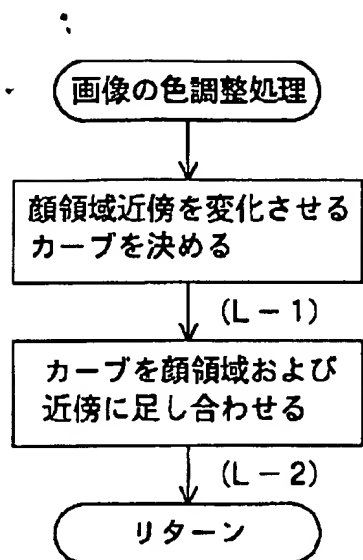 画像の色調整処理
顔領域近傍を変化させる
カーブを決める
(L-1)
カーブを顔領域および
近傍に足し合わせる
(L-2)
リターン